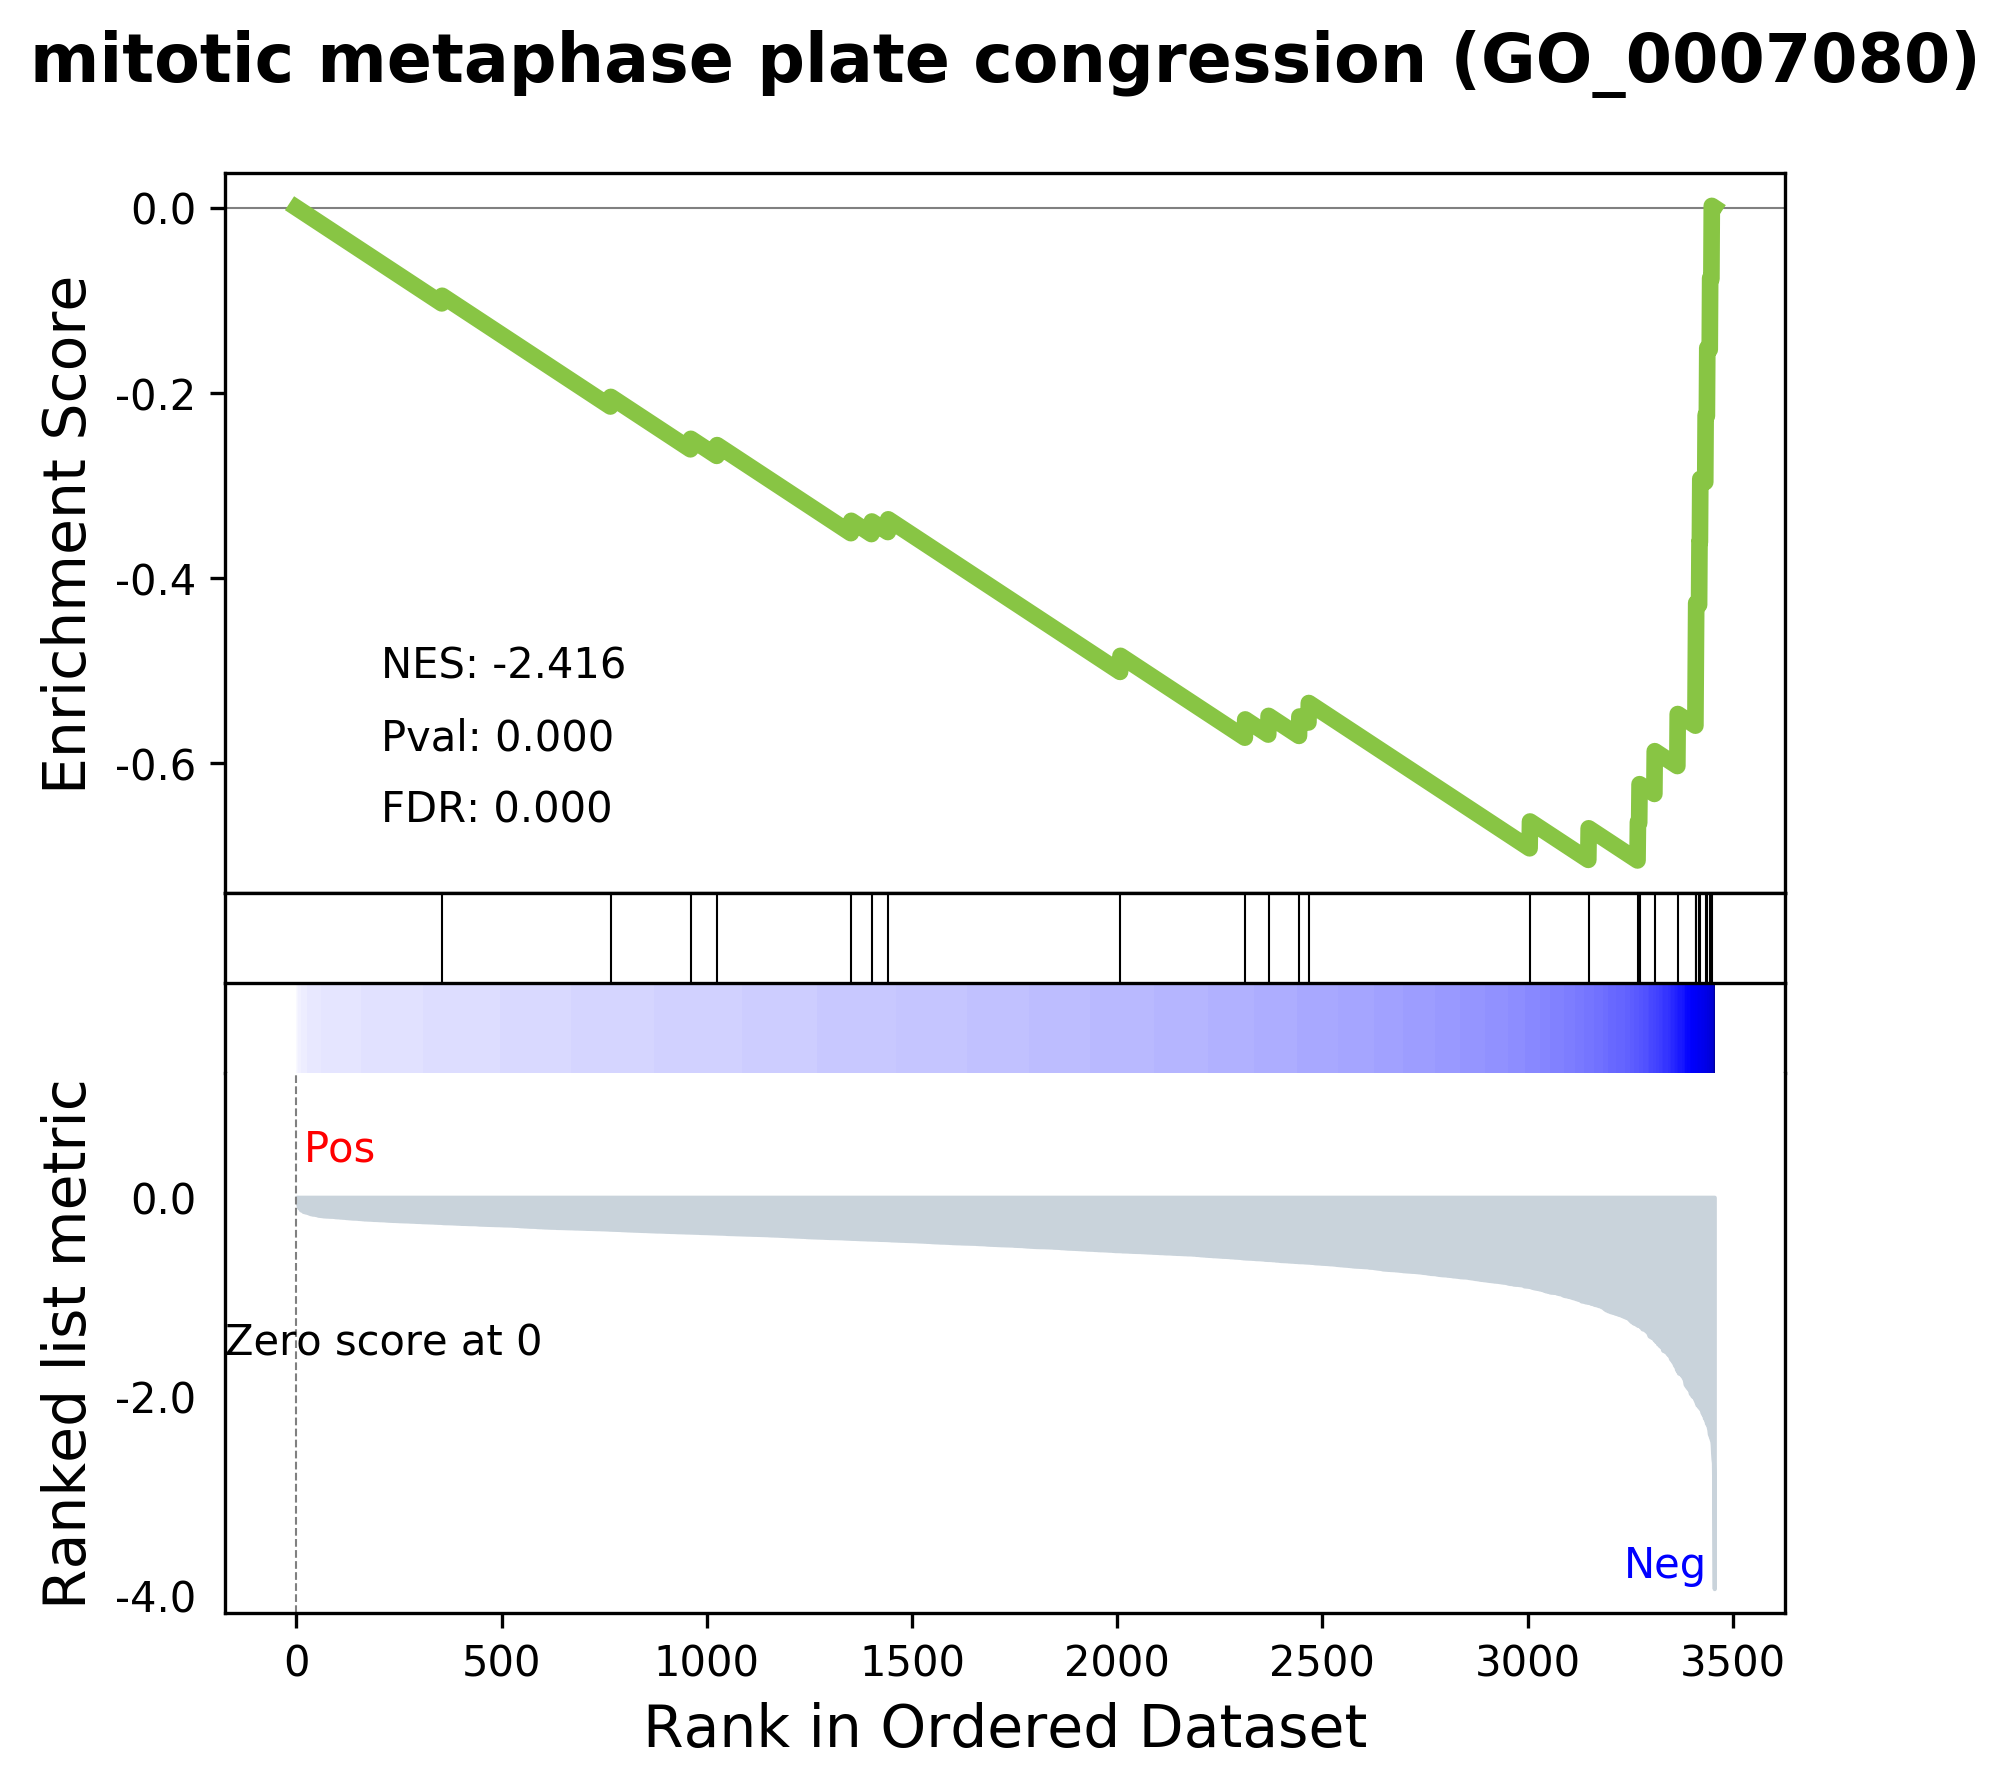 mitotic metaphase plate congression (GO_0007080)
Enrichment Score
0.0
-0.2
-0.4
-0.6
NES: -2.416
Pval: 0.000
FDR: 0.000
Ranked list metric
Pos
0.0
Zero score at 0
-2.0
Neg
-4.0
0 500 1000 1500 2000 2500 3000 3500
Rank in Ordered Dataset